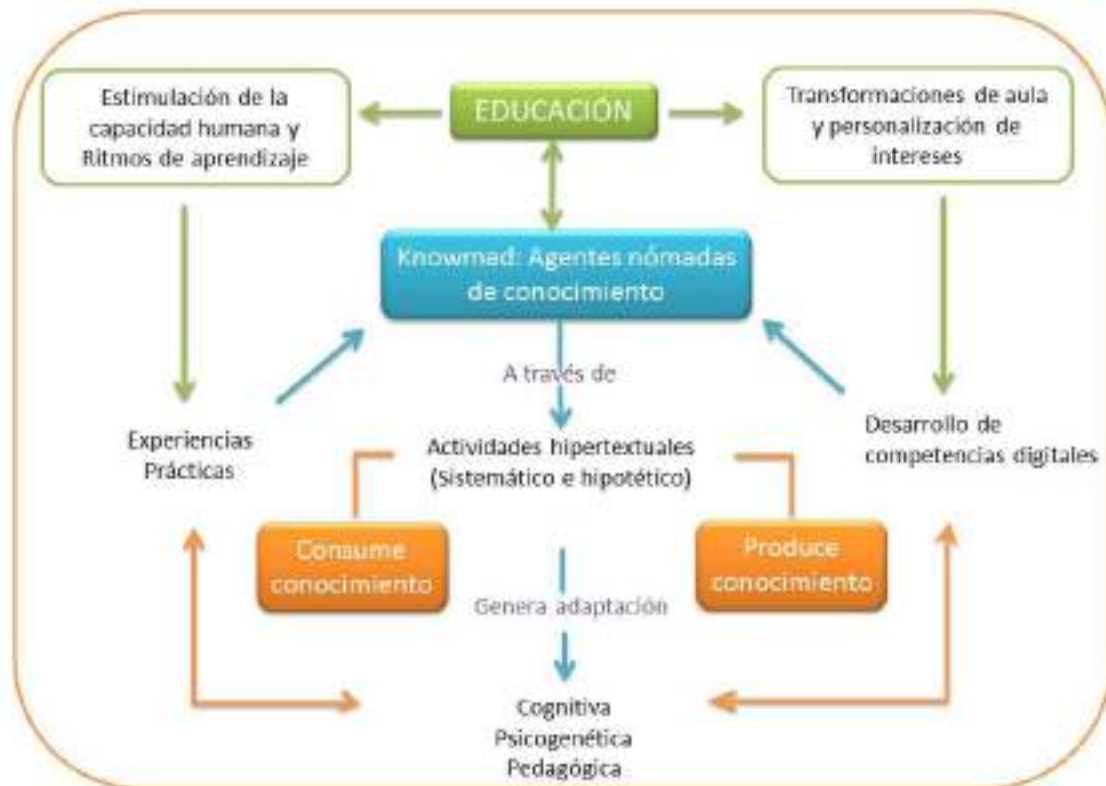 Estimulación de la
capacidad humana y
Ritmos de aprendizaje
EDUCACIÓN
Transformaciones de aula
y personalización de
intereses
Knowmad: Agentes nómadas
de conocimiento
A través de
Experiencias
Prácticas
Actividades hipertextuales
(Sistemático e hipotético)
Desarrollo de
competencias digitales
Consume
conocimiento
Produce
conocimiento
Genera adaptación
Cognitiva
Psicogenética
Pedagógica